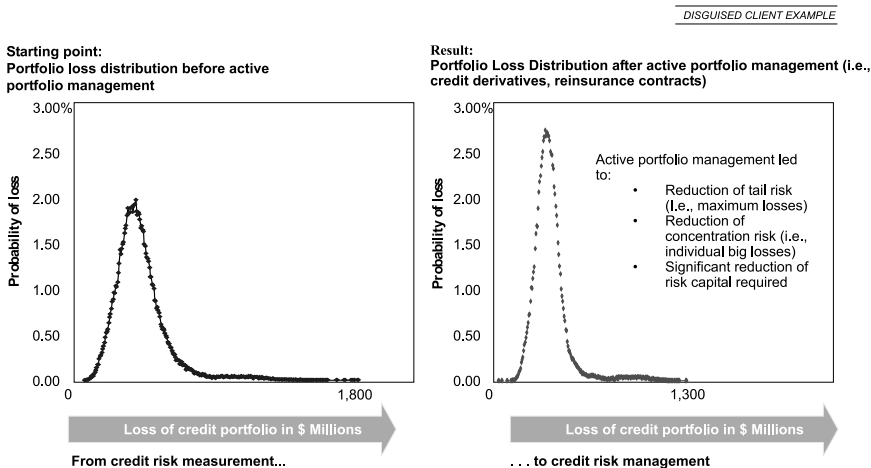 DISGUISED CLIENT EXAMPLE
Starting point:
Portfolio loss distribution before active
portfolio management
3.00%
2.50
2.00
1.50
1.00
0.50
0.00
Probability of loss
0
1,800
Loss of credit portfolio in $ Millions
From credit risk measurement...
Result:
Portfolio Loss Distribution after active portfolio management (i.e.,
credit derivatives, reinsurance contracts)
3.00%
2.50
2.00
1.50
1.00
0.50
0.00
Probability of loss
Active portfolio management led
to:
• Reduction of tail risk
(I.e., maximum losses)
• Reduction of
concentration risk (i.e.,
individual big losses)
• Significant reduction of
risk capital required
0
1,300
Loss of credit portfolio in $ Millions
. . . to credit risk management